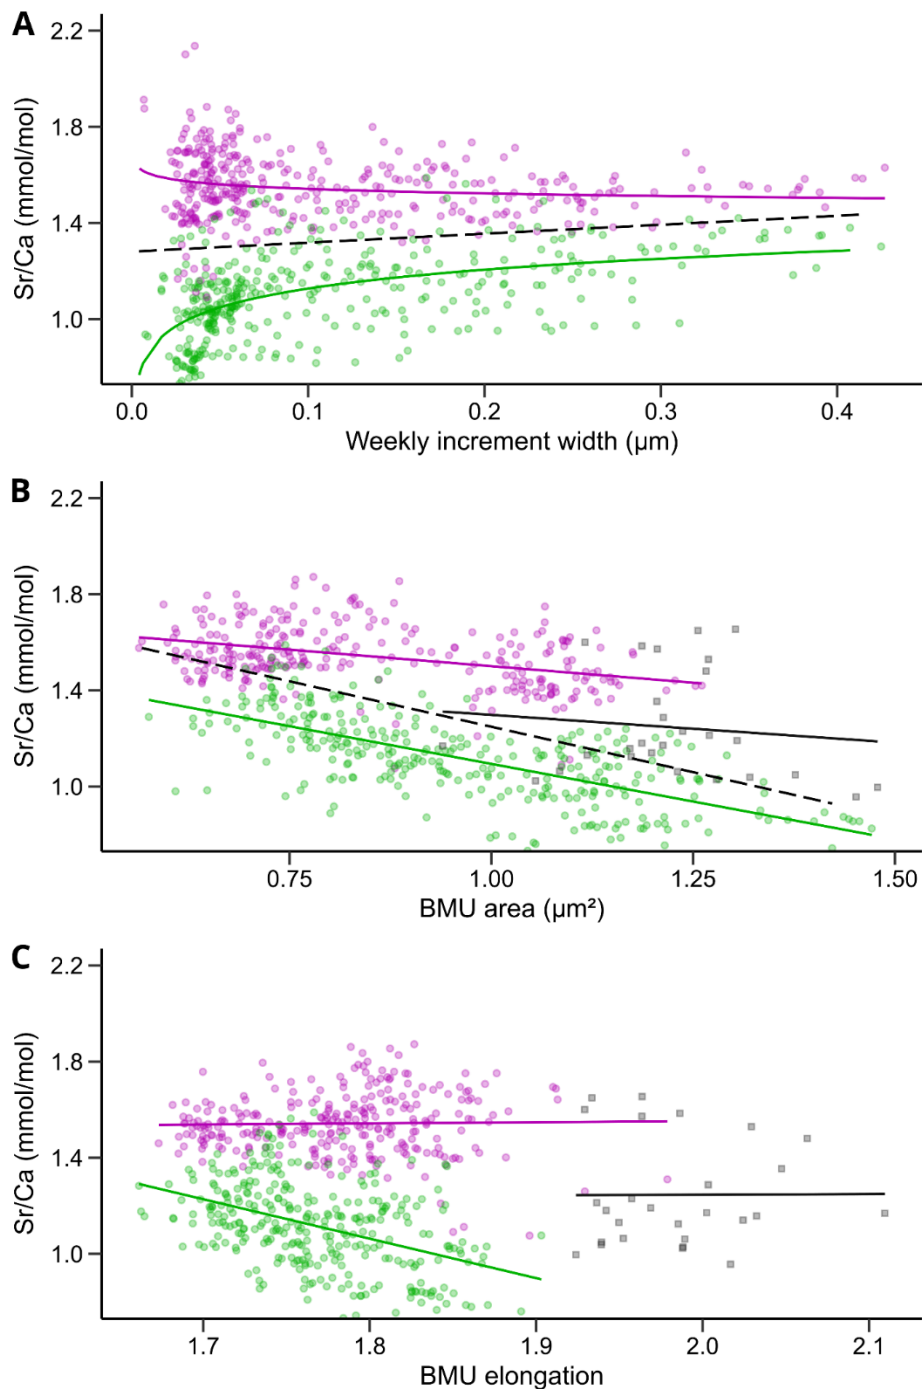 A
2.2
1.8
1.4
1.0
Sr/Ca (mmol/mol)
0.0 0.1 0.2 0.3 0.4
Weekly increment width (μm)
B
2.2
1.8
1.4
1.0
Sr/Ca (mmol/mol)
0.75 1.00 1.25 1.50
BMU area (μm²)
C
2.2
1.8
1.4
1.0
Sr/Ca (mmol/mol)
1.7 1.8 1.9 2.0 2.1
BMU elongation